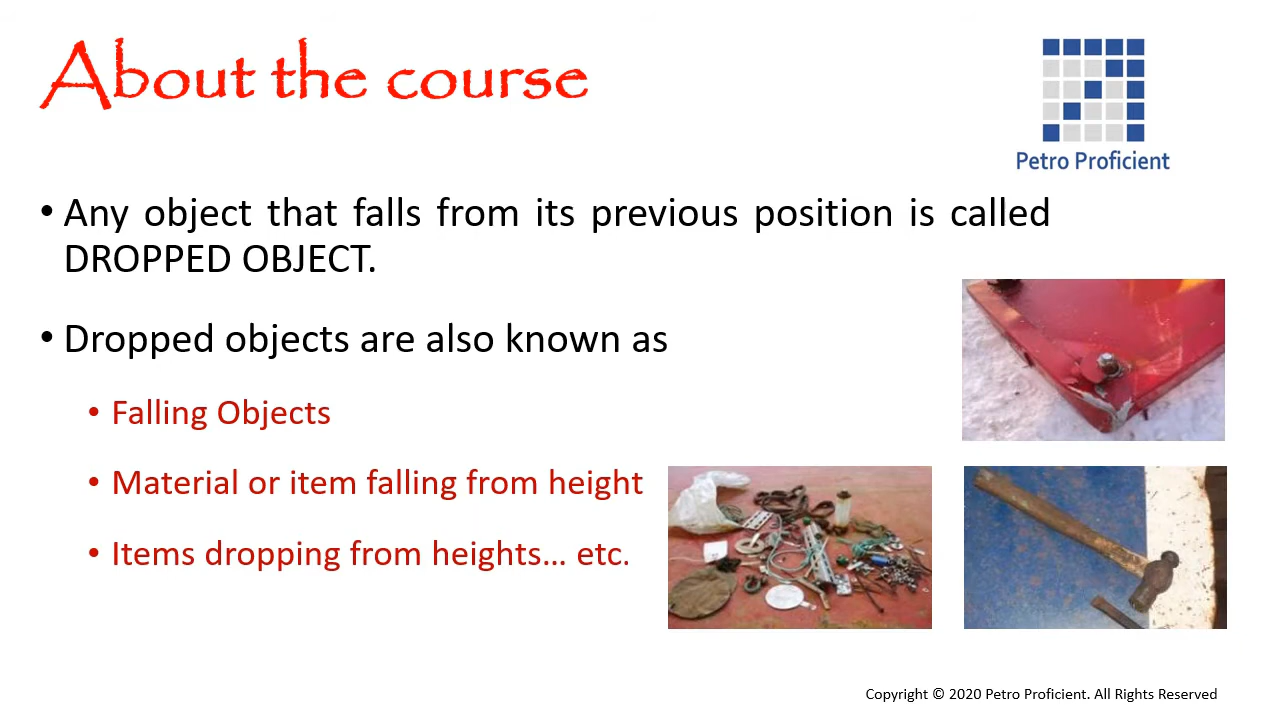 About the course
Petro Proficient
• Any object that falls from its previous position is called
DROPPED OBJECT.
• Dropped objects are also known as
• Falling Objects
• Material or item falling from height
• Items dropping from heights... etc.
Copyright © 2020 Petro Proficient. All Rights Reserved